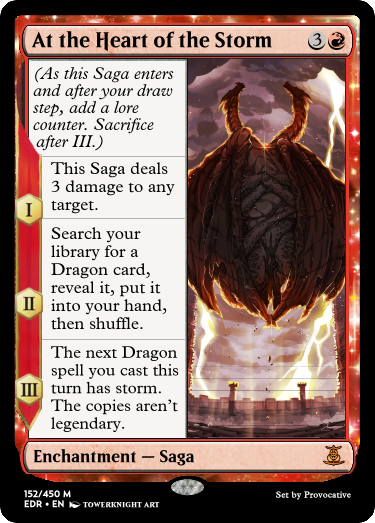 At the Heart of the Storm 3
(As this Saga enters
and after your draw
step, add a lore
counter. Sacrifice
after III.)
I
This Saga deals
3 damage to any
target.
II
Search your
library for a
Dragon card,
reveal it, put it
into your hand,
then shuffle.
III
The next Dragon
spell you cast this
turn has storm.
The copies aren't
legendary.
Enchantment — Saga
152/450 M
EDR • EN TOWERKNIGHT ART
Set by Provocative